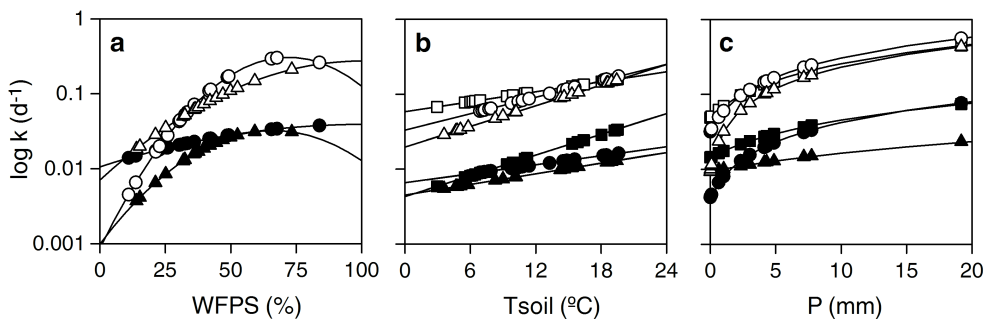 1
0.1
0.01
0.001
log k (d-1)
a
0 25 50 75 100
WFPS (%)
b
0 6 12 18 24
Tsoil (ºC)
c
0 5 10 15 20
P (mm)